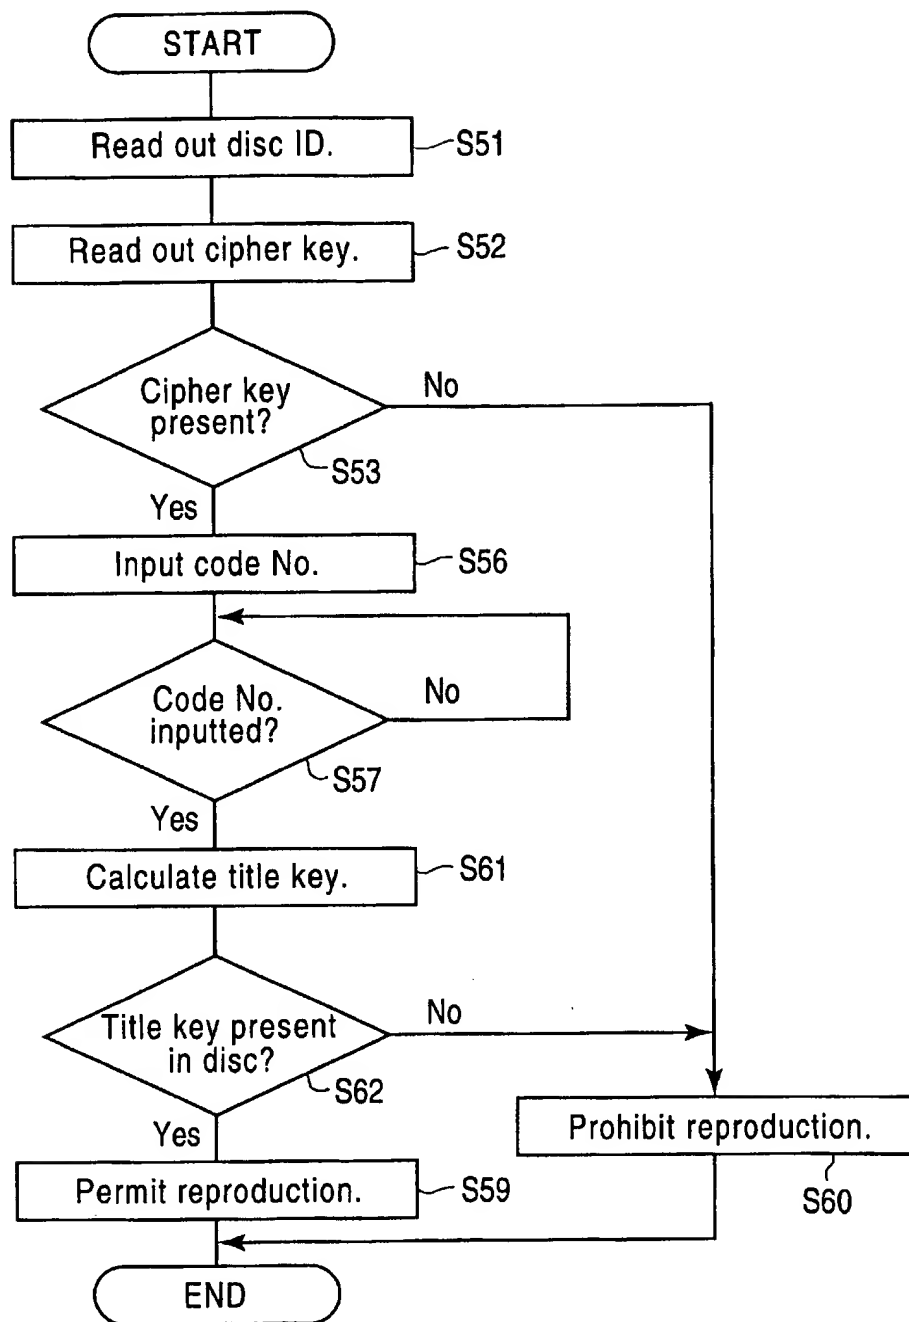 START
Read out disc ID.
S51
Read out cipher key.
S52
Cipher key
present?
No
S53
Yes
Input code No.
S56
Code No.
inputted?
No
S57
Yes
Calculate title key.
S61
Title key present
in disc?
No
S62
Yes
Prohibit reproduction.
S60
Permit reproduction.
S59
END